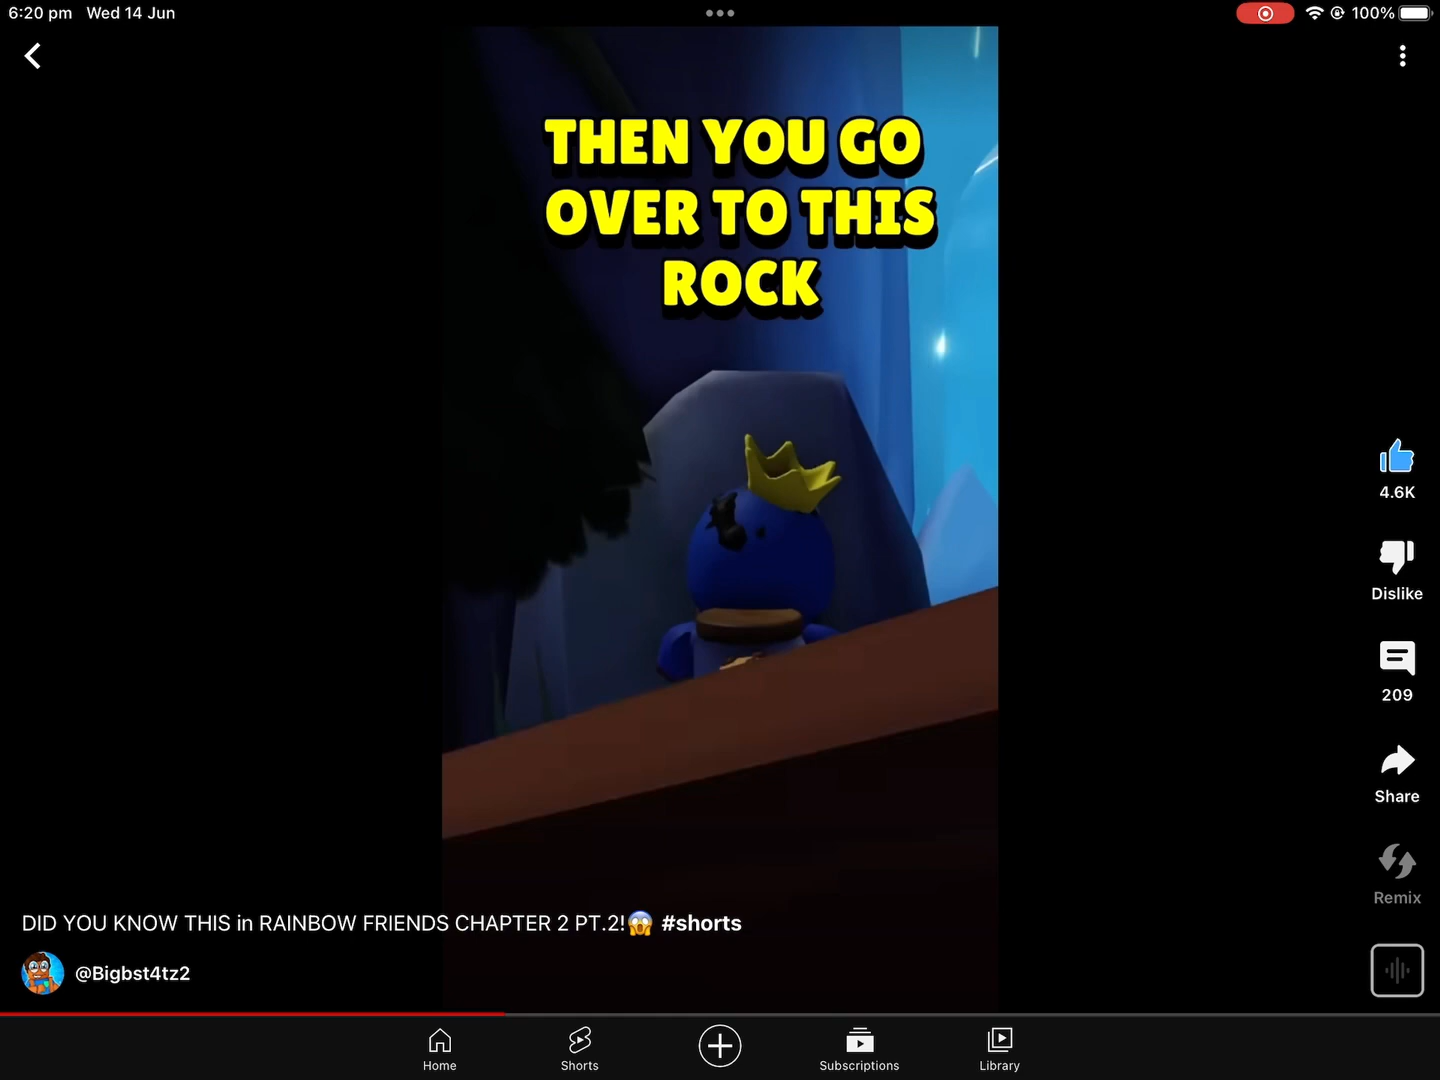 6:20 pm Wed 14 Jun
100%
THEN YOU GO
OVER TO THIS
ROCK
4.6K
Dislike
209
Share
Remix
DID YOU KNOW THIS in RAINBOW FRIENDS CHAPTER 2 PT.2!😱 #shorts
@Bigbst4tz2
Home Shorts Subscriptions Library